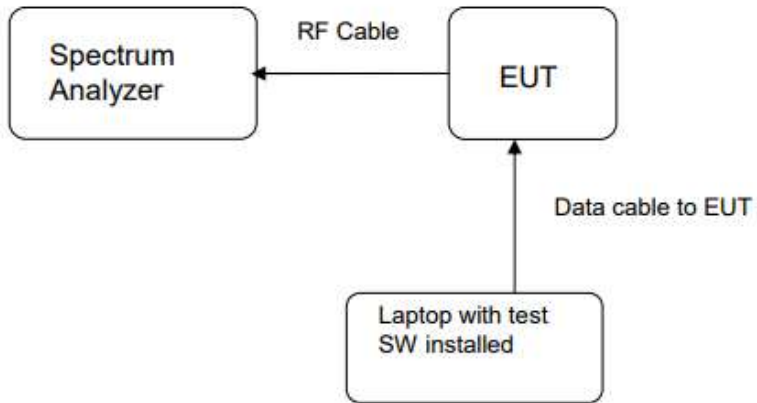 RF Cable
Spectrum
Analyzer
EUT
Data cable to EUT
Laptop with test
SW installed